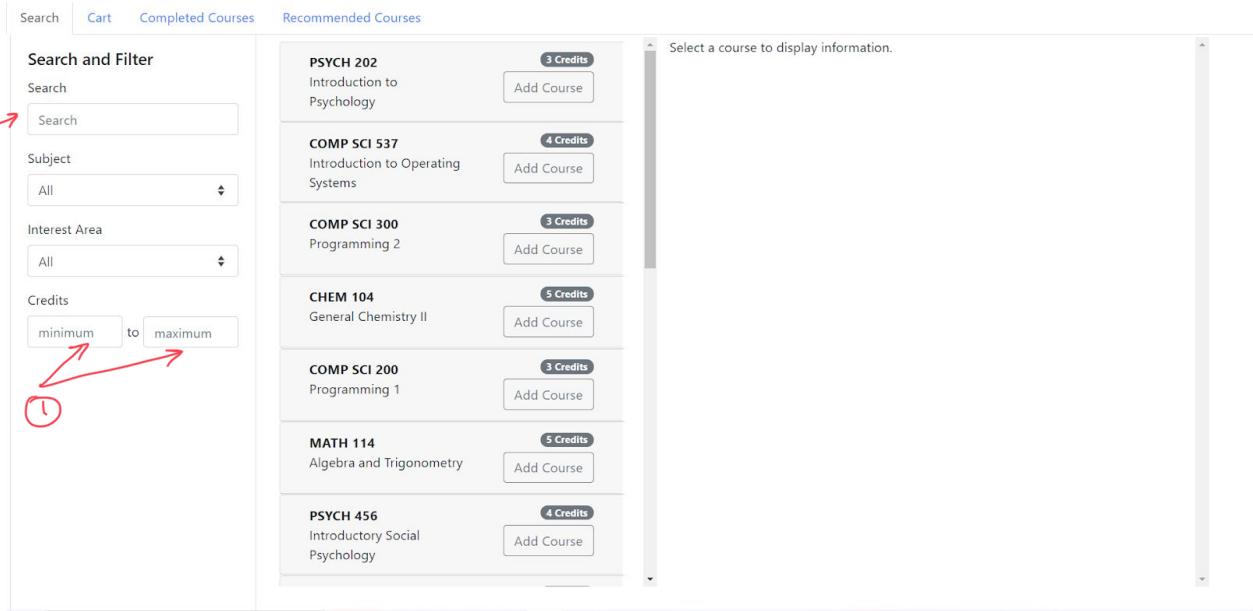 Search Cart Completed Courses Recommended Courses
Search and Filter
Search
Search
Subject
All
Interest Area
All
Credits
minimum to maximum
1
PSYCH 202
3 Credits
Introduction to
Psychology
Add Course
COMP SCI 537
4 Credits
Introduction to Operating
Systems
Add Course
COMP SCI 300
3 Credits
Programming 2
Add Course
CHEM 104
5 Credits
General Chemistry II
Add Course
COMP SCI 200
3 Credits
Programming 1
Add Course
MATH 114
5 Credits
Algebra and Trigonometry
Add Course
PSYCH 456
4 Credits
Introductory Social
Psychology
Add Course
Select a course to display information.